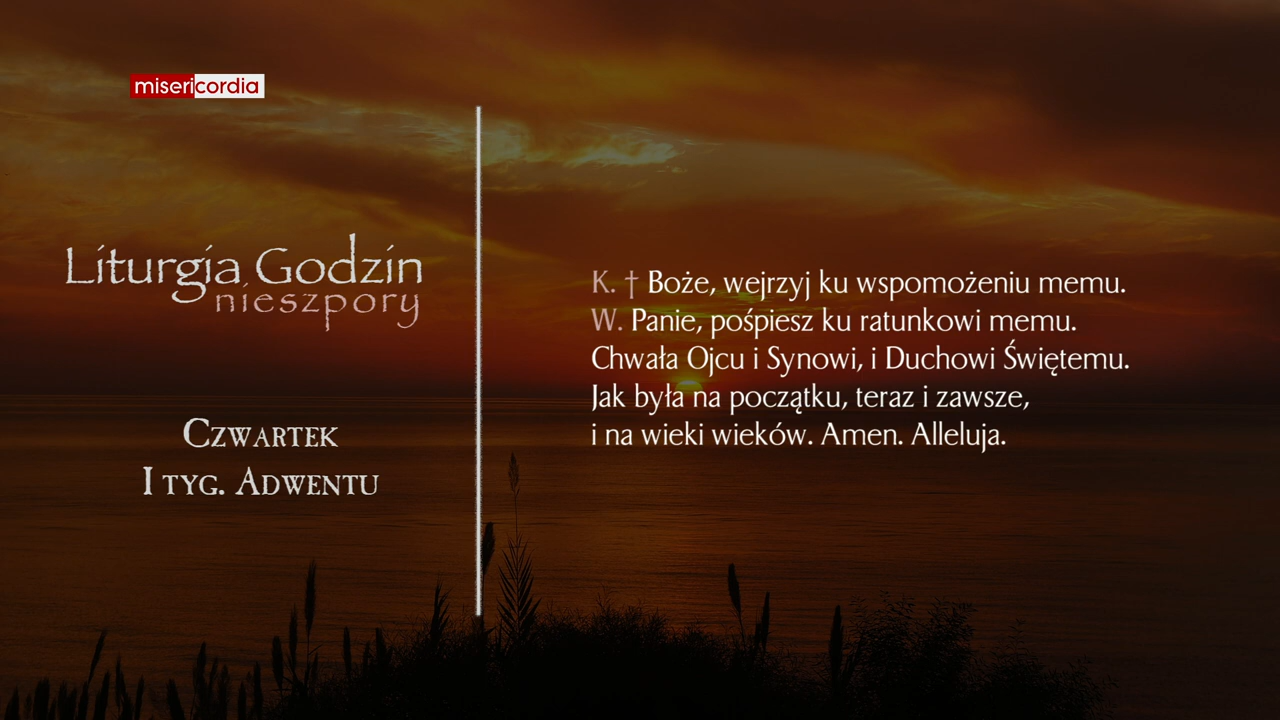 misericordia
Liturgia Godzin
nieszpory
Czwartek
I tyg. Adwentu
K. † Boże, wejrzyj ku wspomożeniu memu.
W. Panie, pośpiesz ku ratunkowi memu.
Chwała Ojcu i Synowi, i Duchowi Świętemu.
Jak była na początku, teraz i zawsze,
i na wieki wieków. Amen. Alleluja.